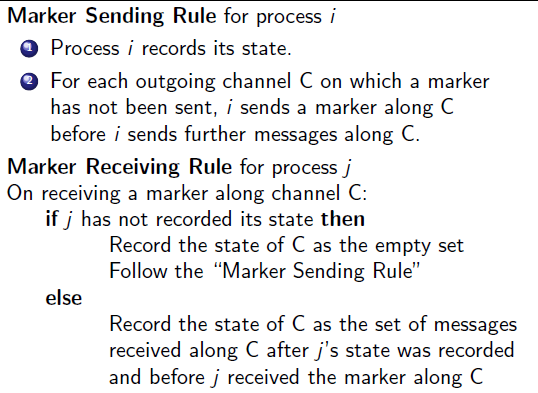 Marker Sending Rule for process i
1 Process i records its state.
2 For each outgoing channel C on which a marker
has not been sent, i sends a marker along C
before i sends further messages along C.
Marker Receiving Rule for process j
On receiving a marker along channel C:
if j has not recorded its state then
Record the state of C as the empty set
Follow the “Marker Sending Rule”
else
Record the state of C as the set of messages
received along C after j's state was recorded
and before j received the marker along C